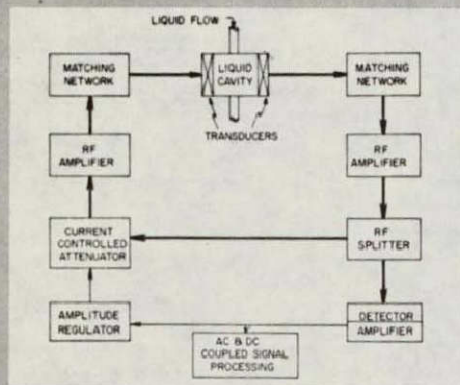 LIQUID FLOW
MATCHING
NETWORK
LIQUID
CAVITY
MATCHING
NETWORK
TRANSDUCERS
RF
AMPLIFIER
RF
AMPLIFIER
CURRENT
CONTROLLED
ATTENUATOR
RF
SPLITTER
AMPLITUDE
REGULATOR
DETECTOR
AMPLIFIER
AC & DC
COUPLED SIGNAL
PROCESSING